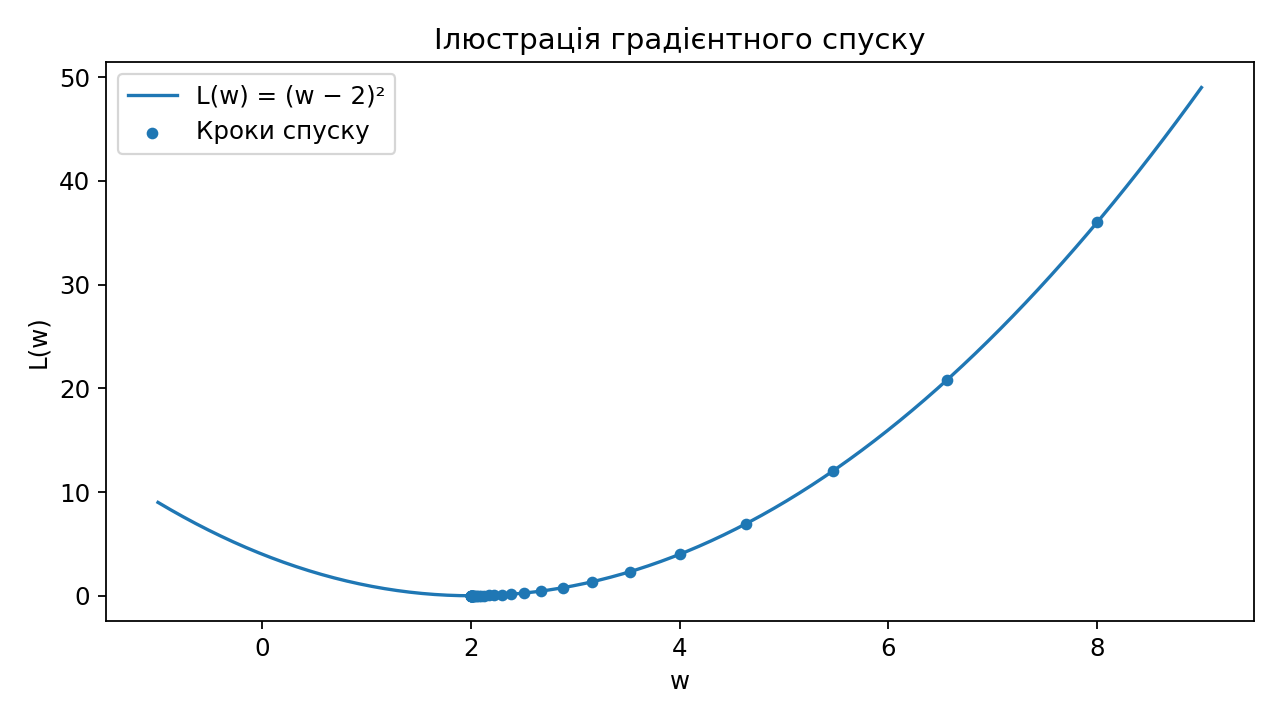 Ілюстрація градієнтного спуску
L(w) = (w − 2)²
Кроки спуску
50
40
30
20
10
0
L(w)
0
2
4
6
8
w